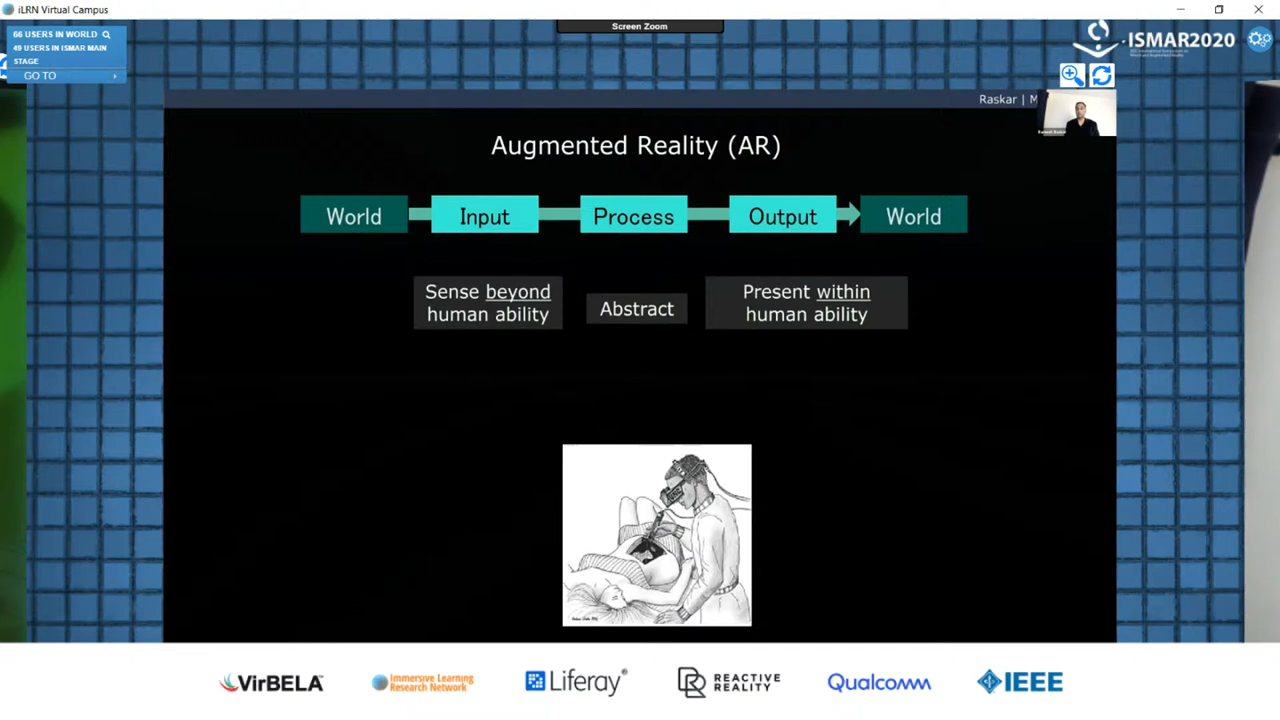 iLRN Virtual Campus
Screen Zoom
66 USERS IN WORLD
49 USERS IN ISMAR MAIN
STAGE
GO TO
ISMAR2020
Raskar | M
Augmented Reality (AR)
World Input Process Output World
Sense beyond
human ability
Abstract
Present within
human ability
VIRBELA
Immersive Learning
Research Network
Liferay®
REACTIVE
REALITY
Qualcomm
IEEE